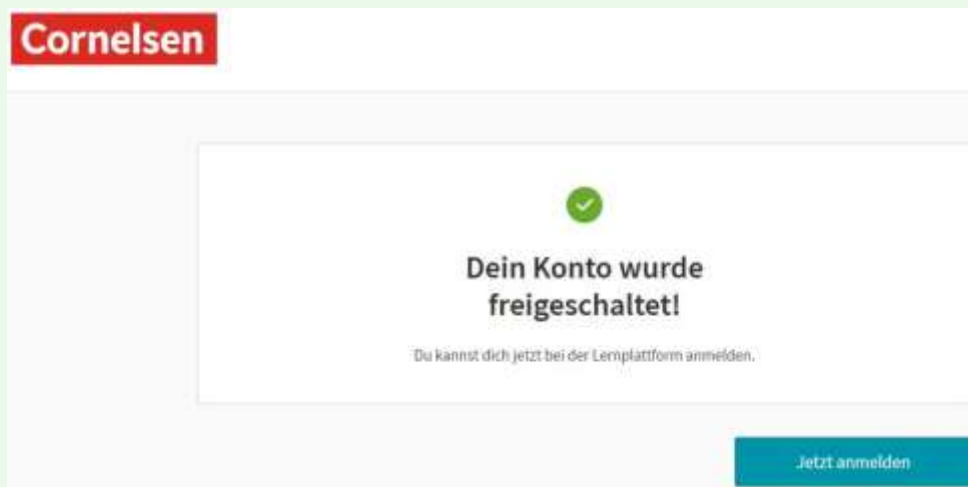 Cornelsen
Dein Konto wurde
freigeschaltet!
Du kannst dich jetzt bei der Lernplattform anmelden.
Jetzt anmelden